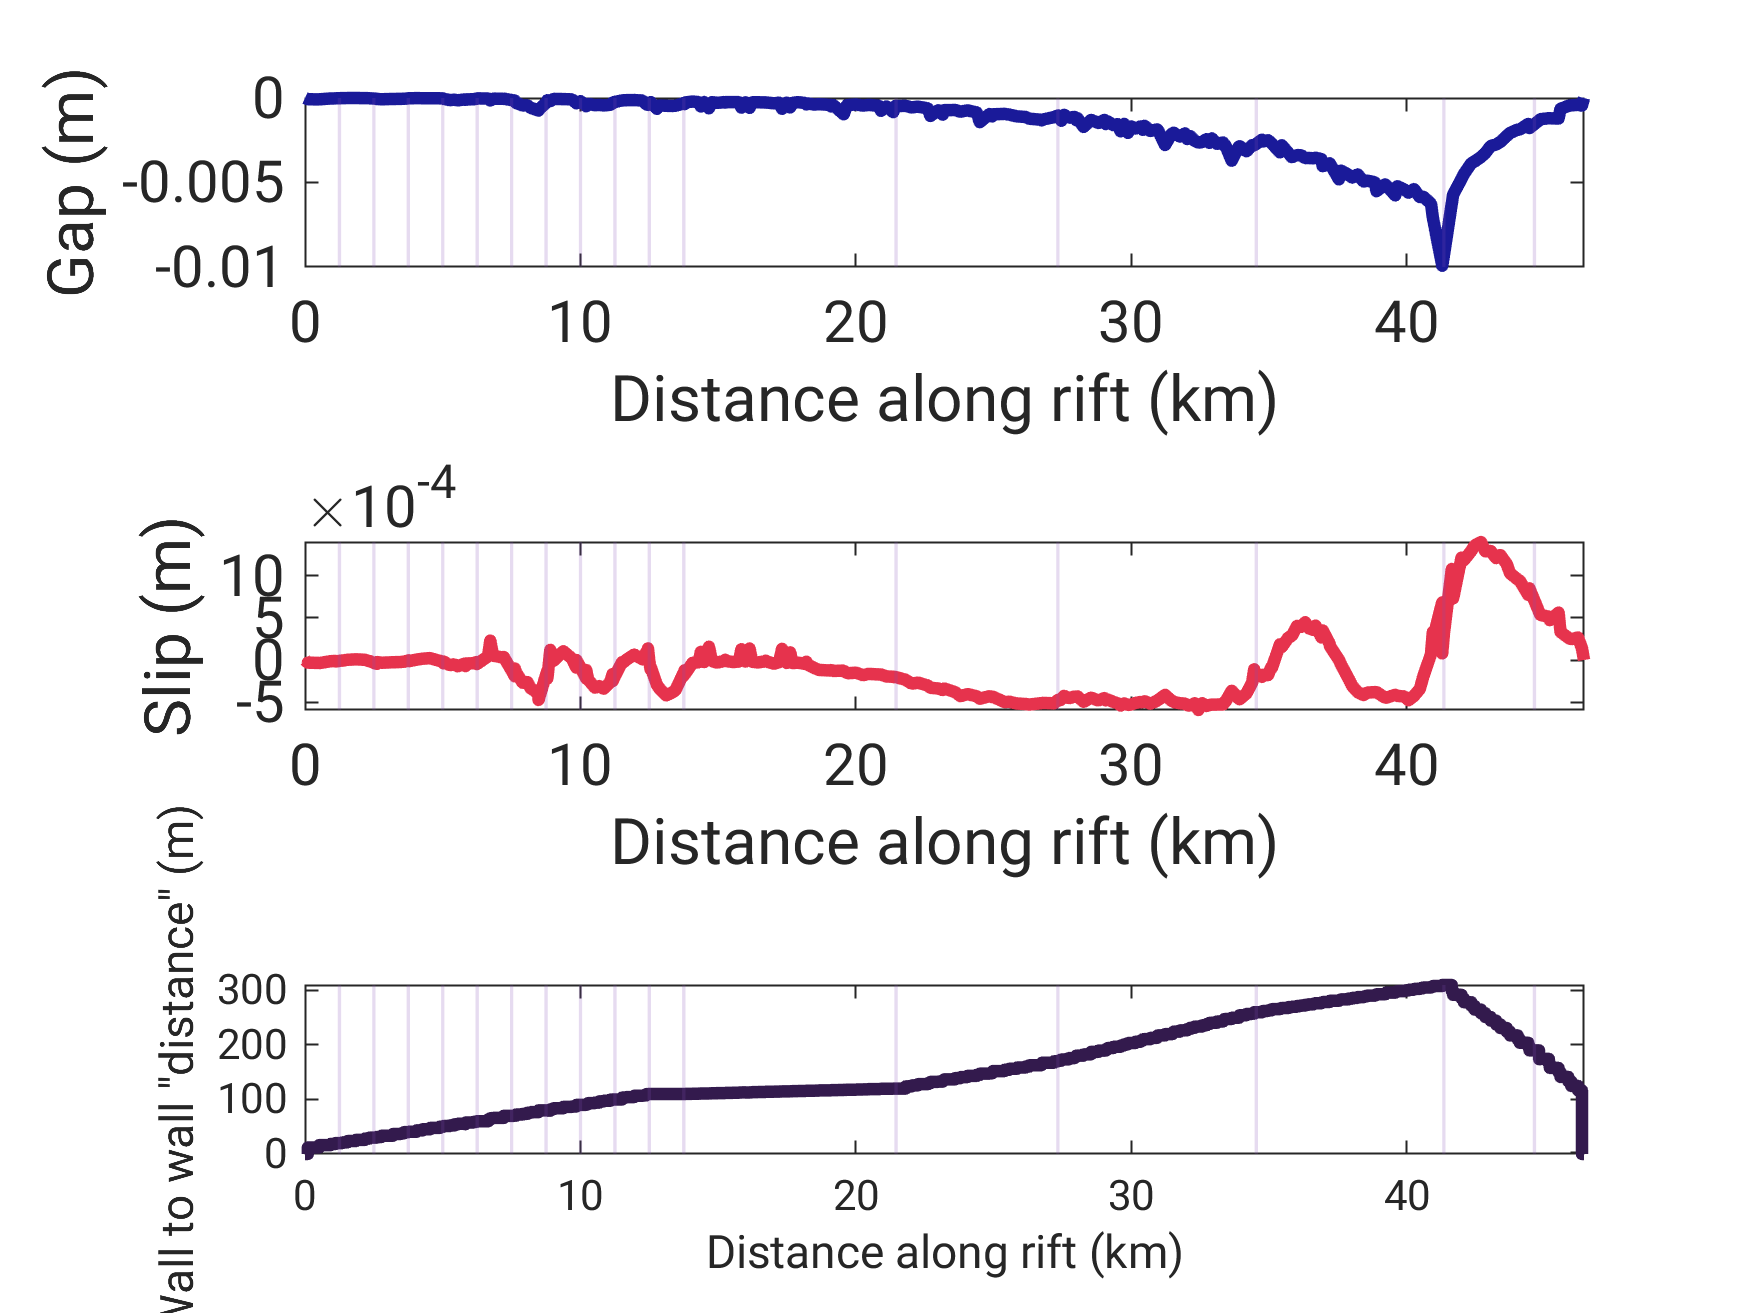 Gap (m)
0
-0.005
-0.01
0 10 20 30 40
Distance along rift (km)
×10-4
Slip (m)
10
5
0
-5
0 10 20 30 40
Distance along rift (km)
to wall "distance" (m)
300
200
100
0
0 10 20 30 40
Distance along rift (km)